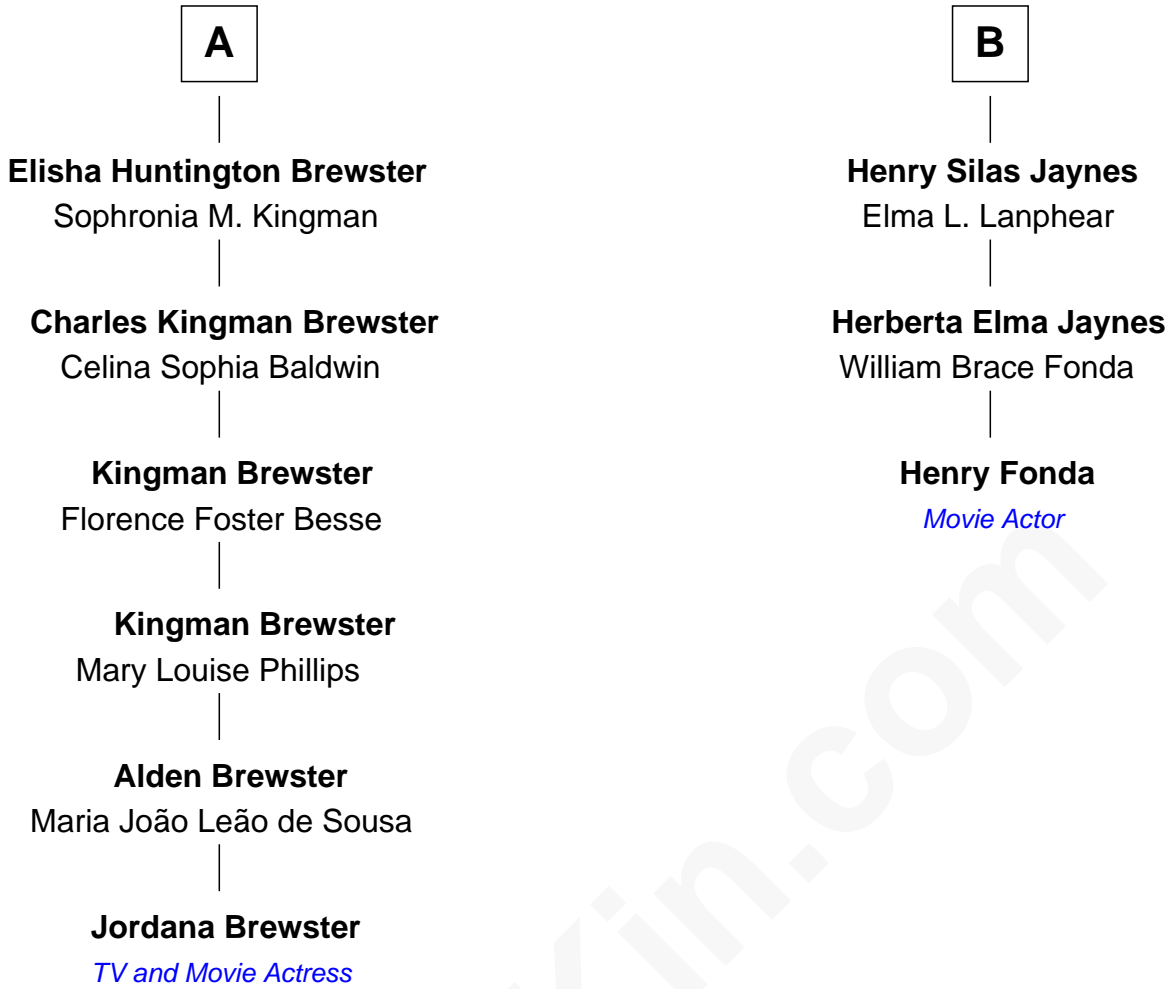 A
Elisha Huntington Brewster
Sophronia M. Kingman
Charles Kingman Brewster
Celina Sophia Baldwin
Kingman Brewster
Florence Foster Besse
Kingman Brewster
Mary Louise Phillips
Alden Brewster
Maria João Leão de Sousa
Jordana Brewster
TV and Movie Actress
B
Henry Silas Jaynes
Elma L. Lanphear
Herberta Elma Jaynes
William Brace Fonda
Henry Fonda
Movie Actor
Kin.com